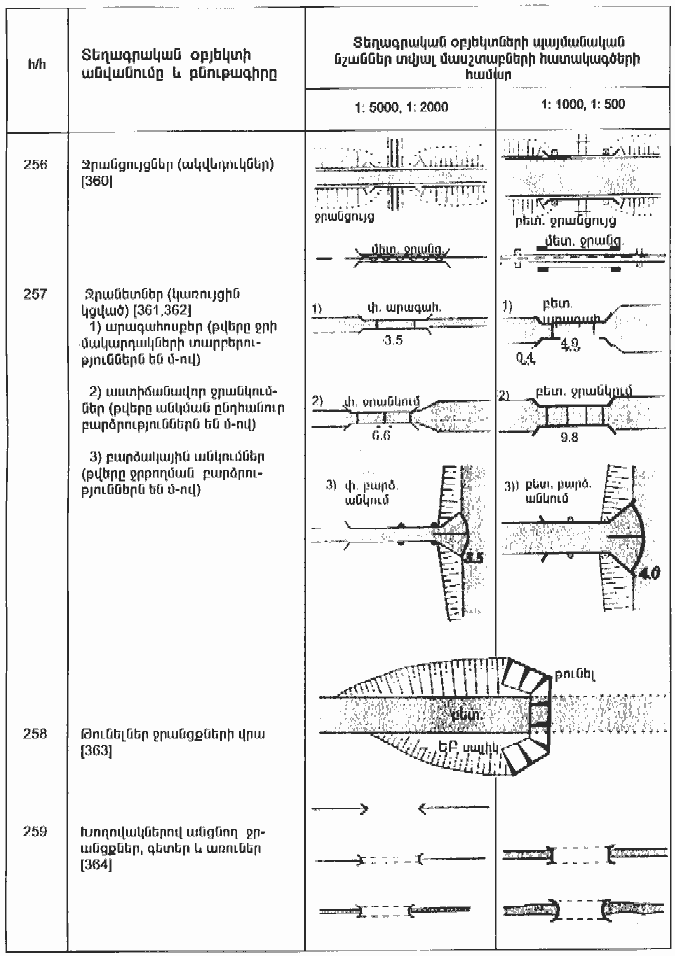 հ/հ
Տեղագրական օբյեկտի
անվանումը և բնութագիրը
Տեղագրական օբյեկտների պայմանական
նշաններ տվյալ մասշտաբների հատակագծերի
համար
1: 5000, 1: 2000
1: 1000, 1: 500
256
Ջրանցույցներ (ակվեդուկներ)
[360]
ջրանցույց
բետ. ջրանցույց
մետ. ջրանց.
մետ. ջրանց.
257
Ջրանետներ (կառույցին
կցված) [361,362]
1) արագահոսքեր (թվերը ջրի
մակարդակների տարբերու-
թյուններն են մ-ով)
1)
փ. արագահ.
3.5
1)
բետ.
արագահ.
4.0
0.4
2) աստիճանավոր ջրանկում-
ներ (թվերը անկման ընդհանուր
բարձրություններն են մ-ով)
2)
փ. ջրանկում
6.6
2)
բետ. ջրանկում
9.8
3) բարձակային անկումներ
(թվերը ջրթողման բարձրու-
թյուններն են մ-ով)
3) փ. բարձ.
անկում
3.5
3)) բետ. բարձ.
անկում
4.0
258
Թունելներ ջրանցքների վրա
[363]
թունել
բետ.
ԵԲ սալիկ
259
Խողովակներով անցնող ջր-
անցքներ, գետեր և առուներ
[364]